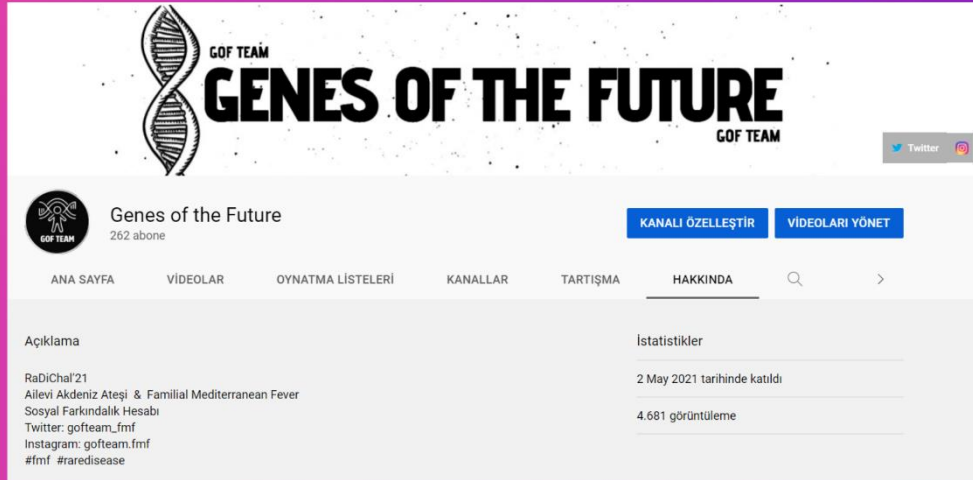 GOF TEAM
GENES OF THE FUTURE
GOF TEAM
Twitter
GOF TEAM
Genes of the Future
262 abone
KANALI ÖZELLEŞTİR
VİDEOLARI YÖNET
ANA SAYFA VİDEOLAR OYNATMA LİSTELERİ KANALLAR TARTIŞMA HAKKINDA
Açıklama
RaDiChal'21
Ailevi Akdeniz Ateşi & Familial Mediterranean Fever
Sosyal Farkındalık Hesabı
Twitter: gofteam_fmf
Instagram: gofteam.fmf
#fmf #raredisease
İstatistikler
2 May 2021 tarihinde katıldı
4.681 görüntüleme